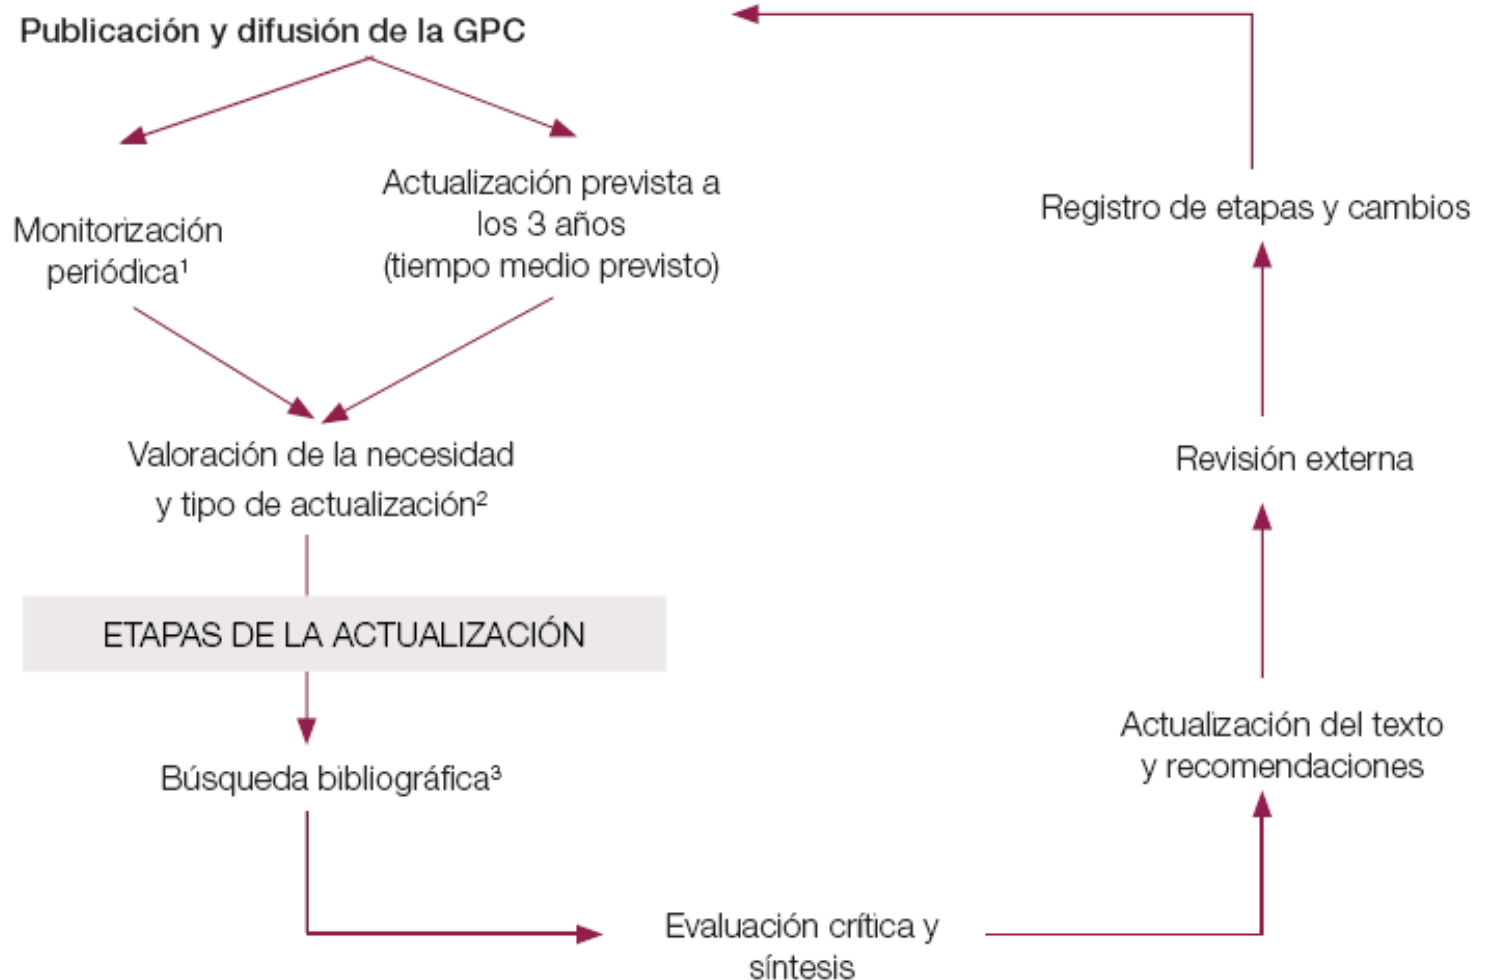 Publicación y difusión de la GPC
Monitorización
periódica¹
Actualización prevista a
los 3 años
(tiempo medio previsto)
Valoración de la necesidad
y tipo de actualización²
ETAPAS DE LA ACTUALIZACIÓN
Búsqueda bibliográfica³
Evaluación crítica y
síntesis
Actualización del texto
y recomendaciones
Revisión externa
Registro de etapas y cambios